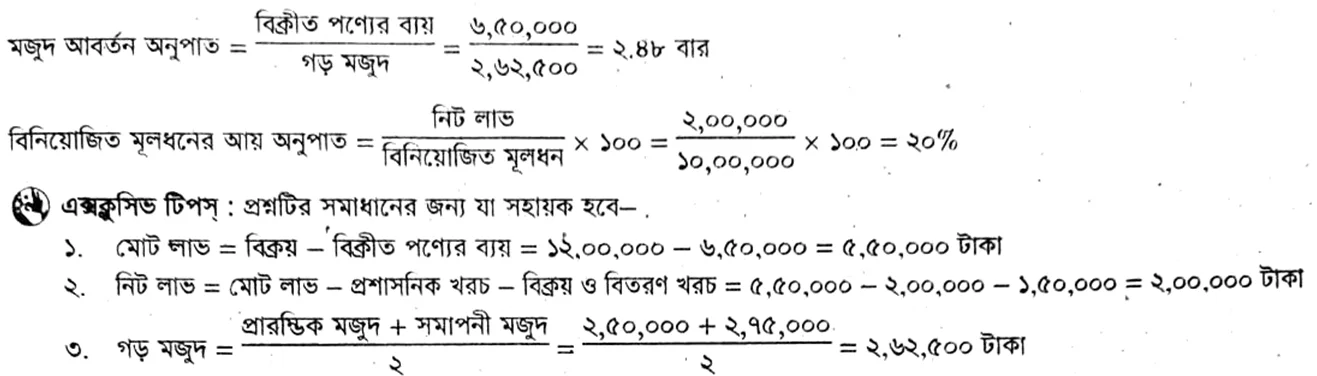 মজুদ আবর্তন অনুপাত = বিক্রীত পণ্যের ব্যয় / গড় মজুদ = ৬,৫০,০০০ / ২,৬২,৫০০ = ২.৪৮ বার
বিনিয়োজিত মূলধনের আয় অনুপাত = নিট লাভ / বিনিয়োজিত মূলধন × ১০০ = ২,০০,০০০ / ১০,০০,০০০ × ১০০ = ২০%
এক্সক্লুসিভ টিপস্ : প্রশ্নটির সমাধানের জন্য যা সহায়ক হবে–
১. মোট লাভ = বিক্রয় – বিক্রীত পণ্যের ব্যয় = ১২,০০,০০০ – ৬,৫০,০০০ = ৫,৫০,০০০ টাকা
২. নিট লাভ = মোট লাভ – প্রশাসনিক খরচ – বিক্রয় ও বিতরণ খরচ = ৫,৫০,০০০ – ২,০০,০০০ – ১,৫০,০০০ = ২,০০,০০০ টাকা
৩. গড় মজুদ = প্রারম্ভিক মজুদ + সমাপনী মজুদ / ২ = ২,৫০,০০০ + ২,৭৫,০০০ / ২ = ২,৬২,৫০০ টাকা